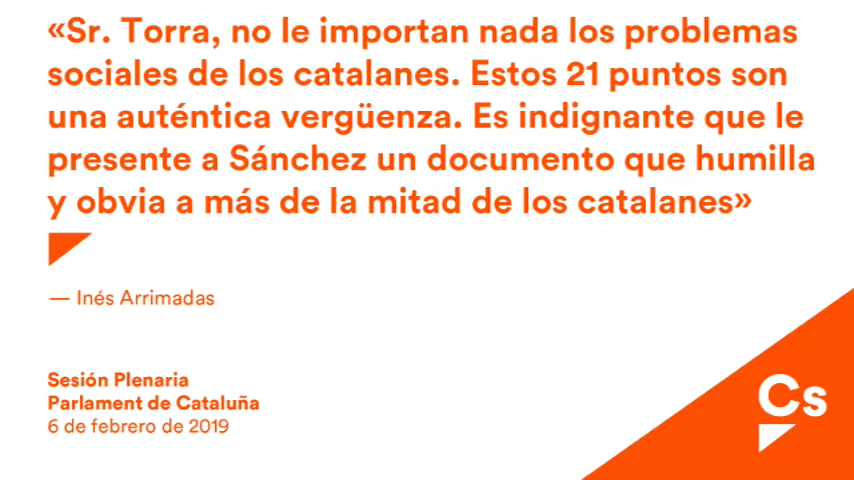 «Sr. Torra, no le importan nada los problemas
sociales de los catalanes. Estos 21 puntos son
una auténtica vergüenza. Es indignante que le
presente a Sánchez un documento que humilla
y obvia a más de la mitad de los catalanes»
— Inés Arrimadas
Sesión Plenaria
Parlament de Cataluña
6 de febrero de 2019
Cs